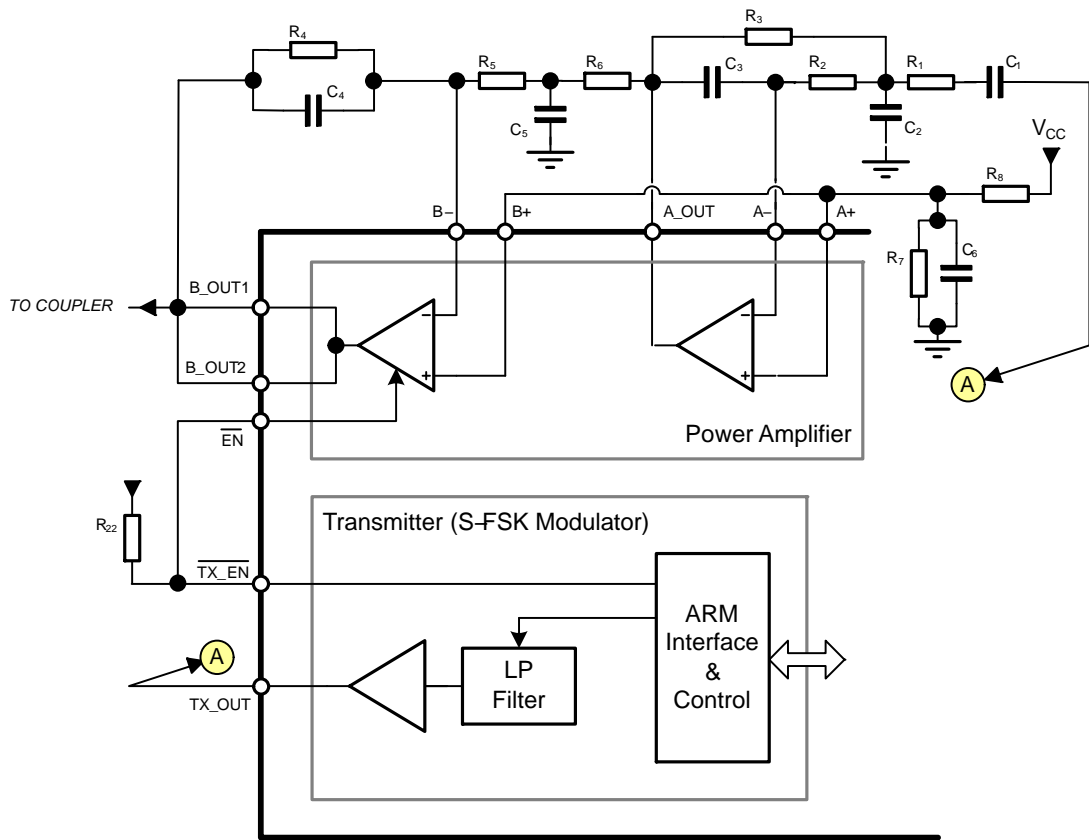 R4
R3
C4
R5
R6
C3
R2
R1
C1
C5
C2
VCC
R8
B−
B+
A_OUT
A−
A+
R7
C6
TO COUPLER
B_OUT1
B_OUT2
EN
−
+
−
+
A
Power Amplifier
R22
Transmitter (S−FSK Modulator)
TX_EN
ARM
Interface
&
Control
A
LP
Filter
TX_OUT